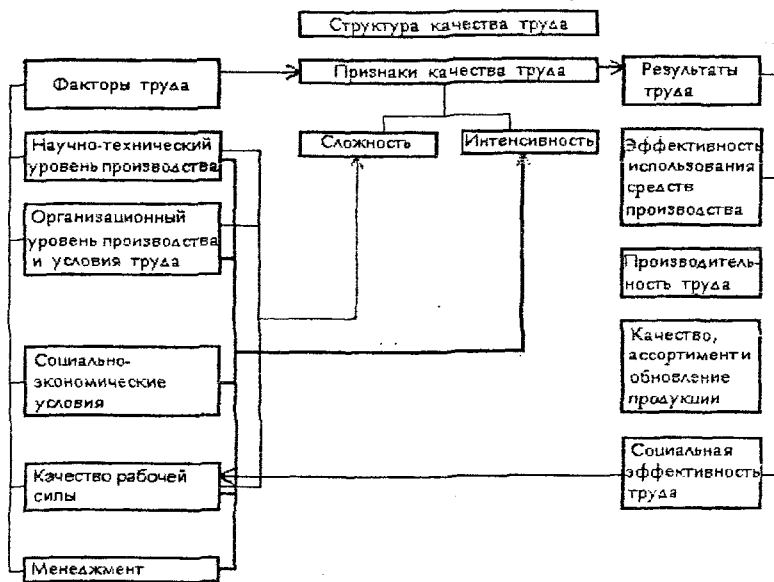 Структура качества труда
Факторы труда
Признаки качества труда
Результаты
труда
Научно-технический
уровень производства
Сложность
Интенсивность
Эффективность
использования
средств
производства
Организационный
уровень производства
и условия труда
Производитель-
ность труда
Социально-
экономические
условия
Качество,
ассортимент и
обновление
продукции
Качество рабочей
силы
Социальная
эффективность
труда
Менеджмент